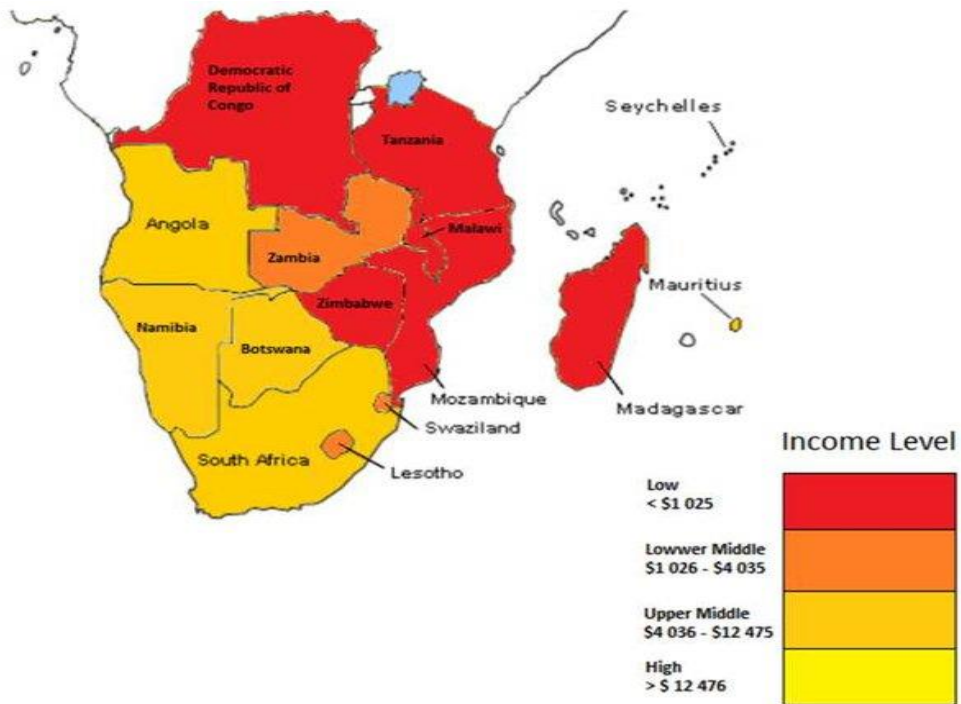 Democratic
Republic of
Congo
Seychelles
Tanzania
Angola
Malawi
Zambia
Mauritius
Zimbabwe
Namibia
Botswana
Mozambique
Madagascar
Swaziland
South Africa
Lesotho
Income Level
Low
< $1 025
Lowwer Middle
$1 026 - $4 035
Upper Middle
$4 036 - $12 475
High
> $ 12 476